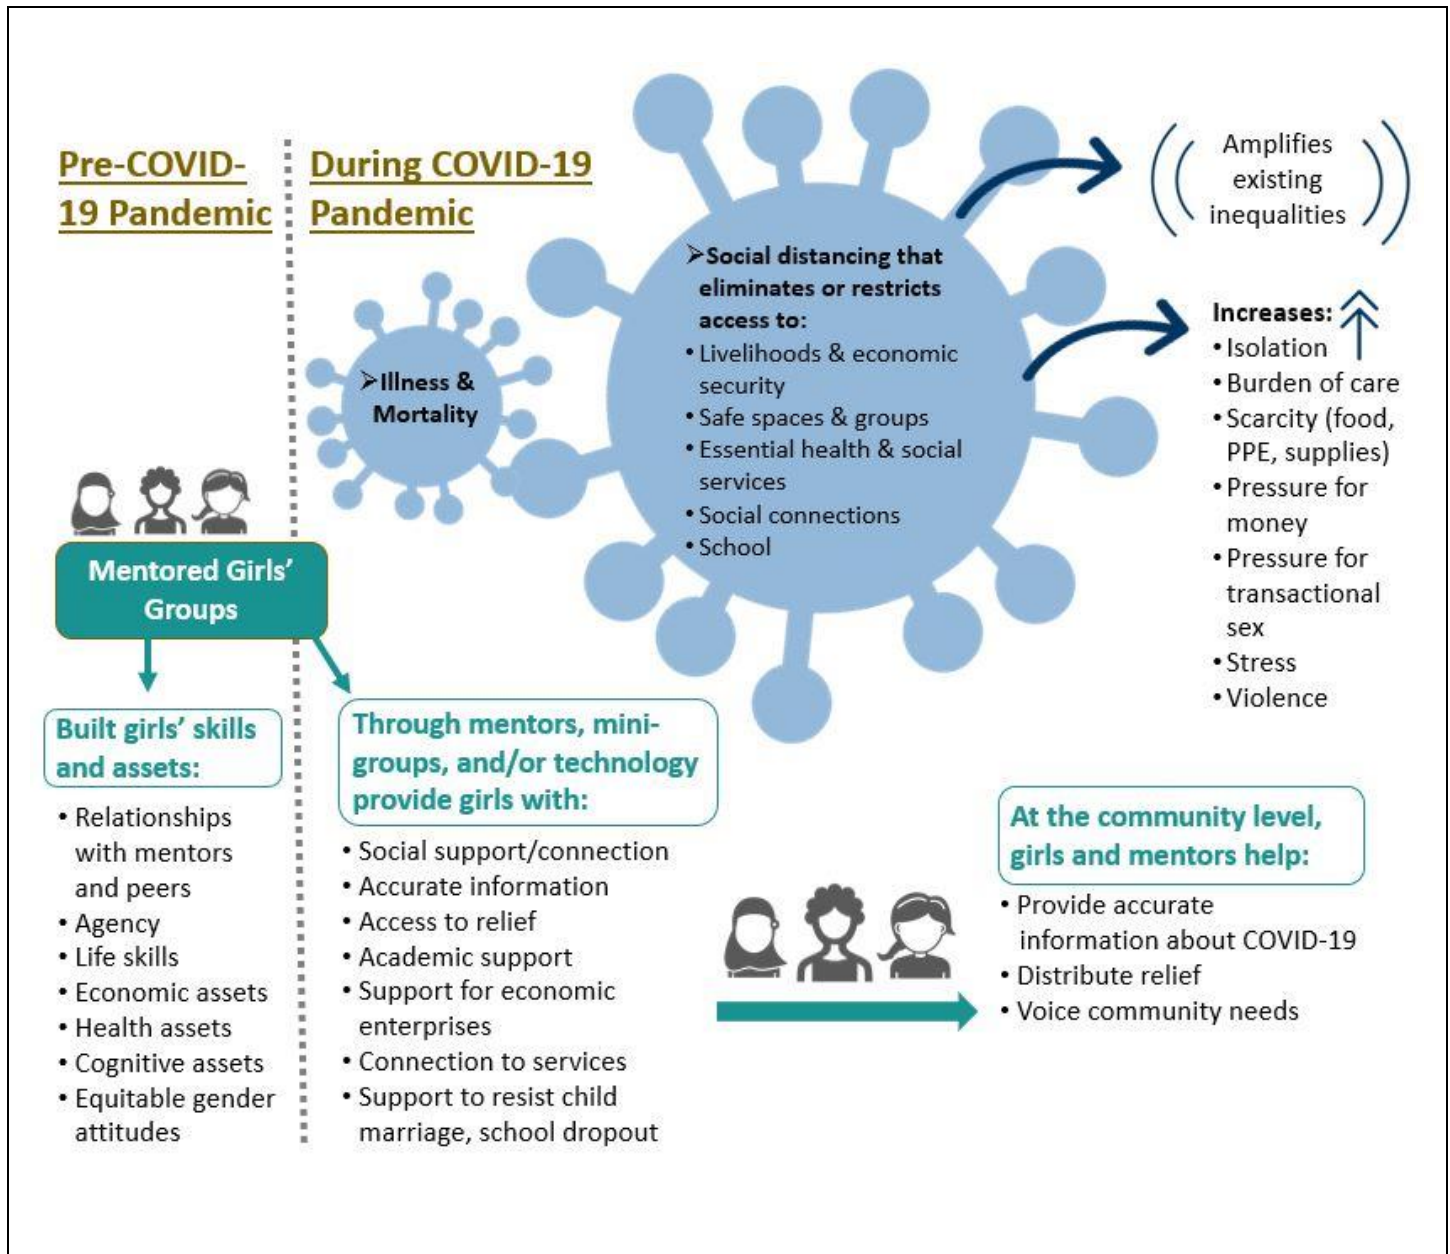 Pre-COVID-
19 Pandemic
During COVID-19
Pandemic
➢Illness &
Mortality
➢Social distancing that
eliminates or restricts
access to:
• Livelihoods & economic
security
• Safe spaces & groups
• Essential health & social
services
• Social connections
• School
Amplifies
existing
inequalities
Increases:
• Isolation
• Burden of care
• Scarcity (food,
PPE, supplies)
• Pressure for
money
• Pressure for
transactional
sex
• Stress
• Violence
Mentored Girls’
Groups
Built girls’ skills
and assets:
• Relationships
with mentors
and peers
• Agency
• Life skills
• Economic assets
• Health assets
• Cognitive assets
• Equitable gender
attitudes
Through mentors, mini-
groups, and/or technology
provide girls with:
• Social support/connection
• Accurate information
• Access to relief
• Academic support
• Support for economic
enterprises
• Connection to services
• Support to resist child
marriage, school dropout
At the community level,
girls and mentors help:
• Provide accurate
information about COVID-19
• Distribute relief
• Voice community needs